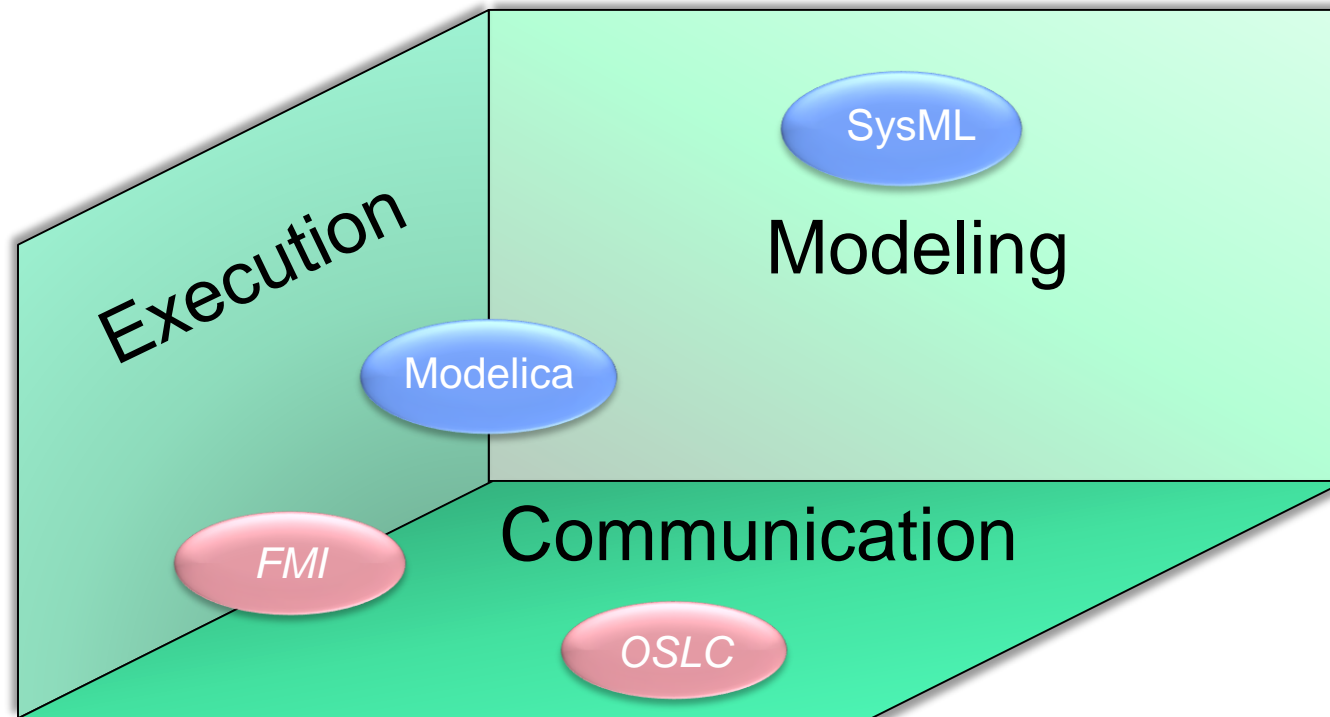 SysML
Modeling
Execution
Modelica
Communication
FMI
OSLC